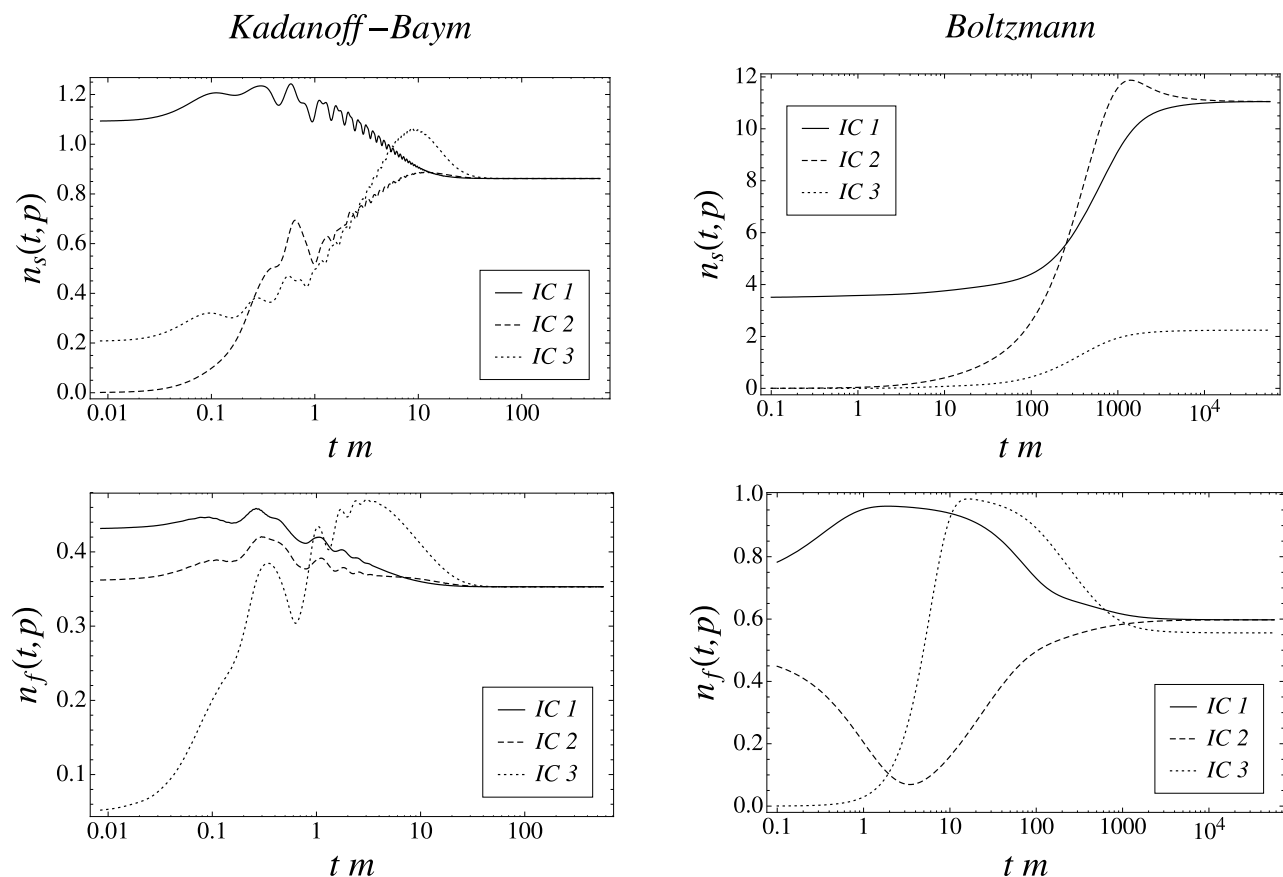 Kadanoff–Baym
n_s(t,p)
1.2
1.0
0.8
0.6
0.4
0.2
0.0
IC 1
IC 2
IC 3
0.01 0.1 1 10 100
t m
n_f(t,p)
0.4
0.3
0.2
0.1
IC 1
IC 2
IC 3
0.01 0.1 1 10 100
t m
Boltzmann
n_s(t,p)
12
10
8
6
4
2
0
IC 1
IC 2
IC 3
0.1 1 10 100 1000 10^4
t m
n_f(t,p)
1.0
0.8
0.6
0.4
0.2
0.0
IC 1
IC 2
IC 3
0.1 1 10 100 1000 10^4
t m